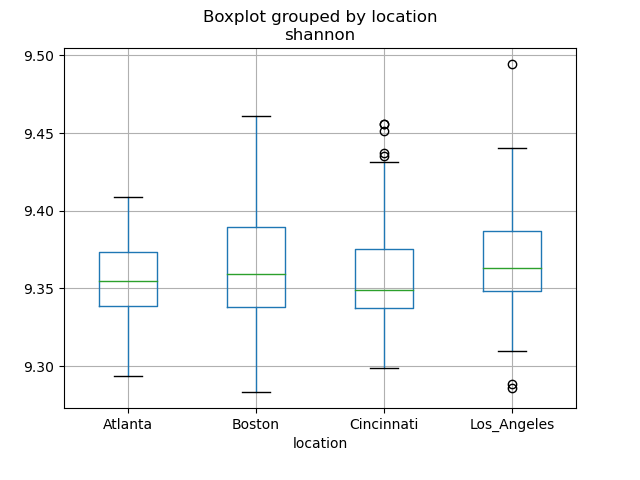 Boxplot grouped by location
shannon
9.50
9.45
9.40
9.35
9.30
Atlanta
Boston
Cincinnati
Los_Angeles
location